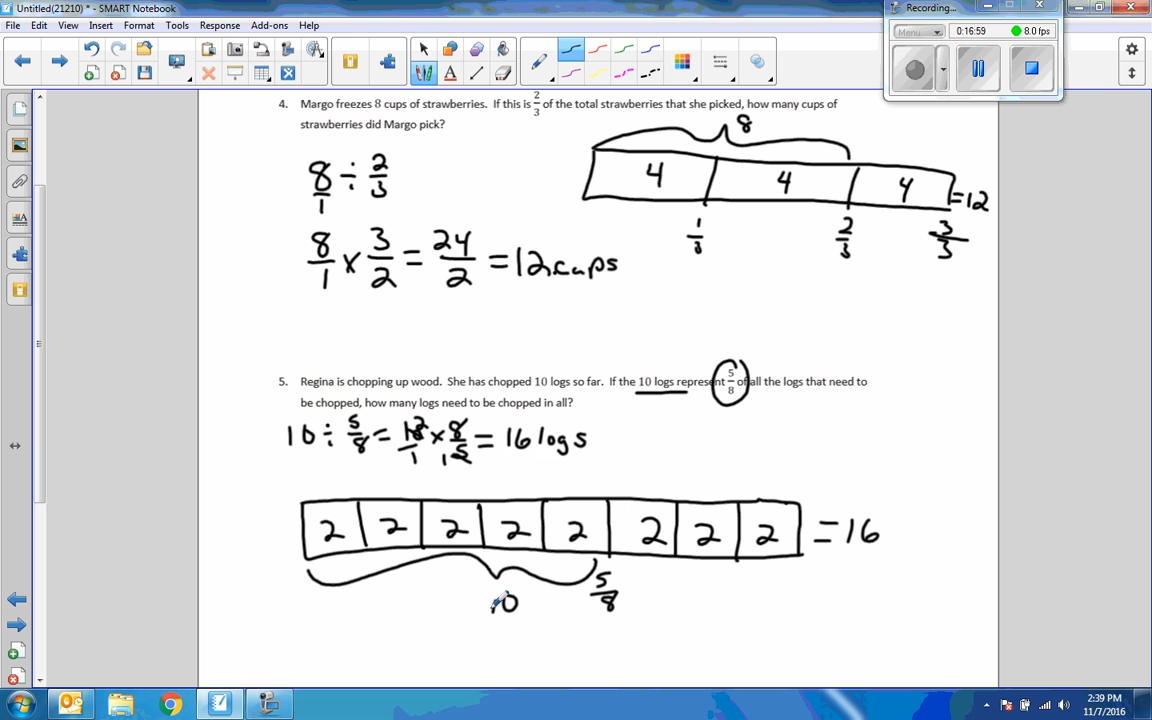 Untitled(21210) * - SMART Notebook
File Edit View Insert Format Tools Response Add-ons Help
Recording...
Menu 0:16:59 8.0 fps
4. Margo freezes 8 cups of strawberries. If this is 2/3 of the total strawberries that she picked, how many cups of
strawberries did Margo pick?
8
8/1 ÷ 2/3
4 4 4 =12
1/3 2/3 3/3
8/1 × 3/2 = 24/2 = 12 cups
5. Regina is chopping up wood. She has chopped 10 logs so far. If the 10 logs represent 5/8 of all the logs that need to
be chopped, how many logs need to be chopped in all?
10 ÷ 5/8 = 10 2/1 × 8/5 1 = 16 logs
2 2 2 2 2 2 2 2 = 16
10 5/8
2:39 PM
11/7/2016